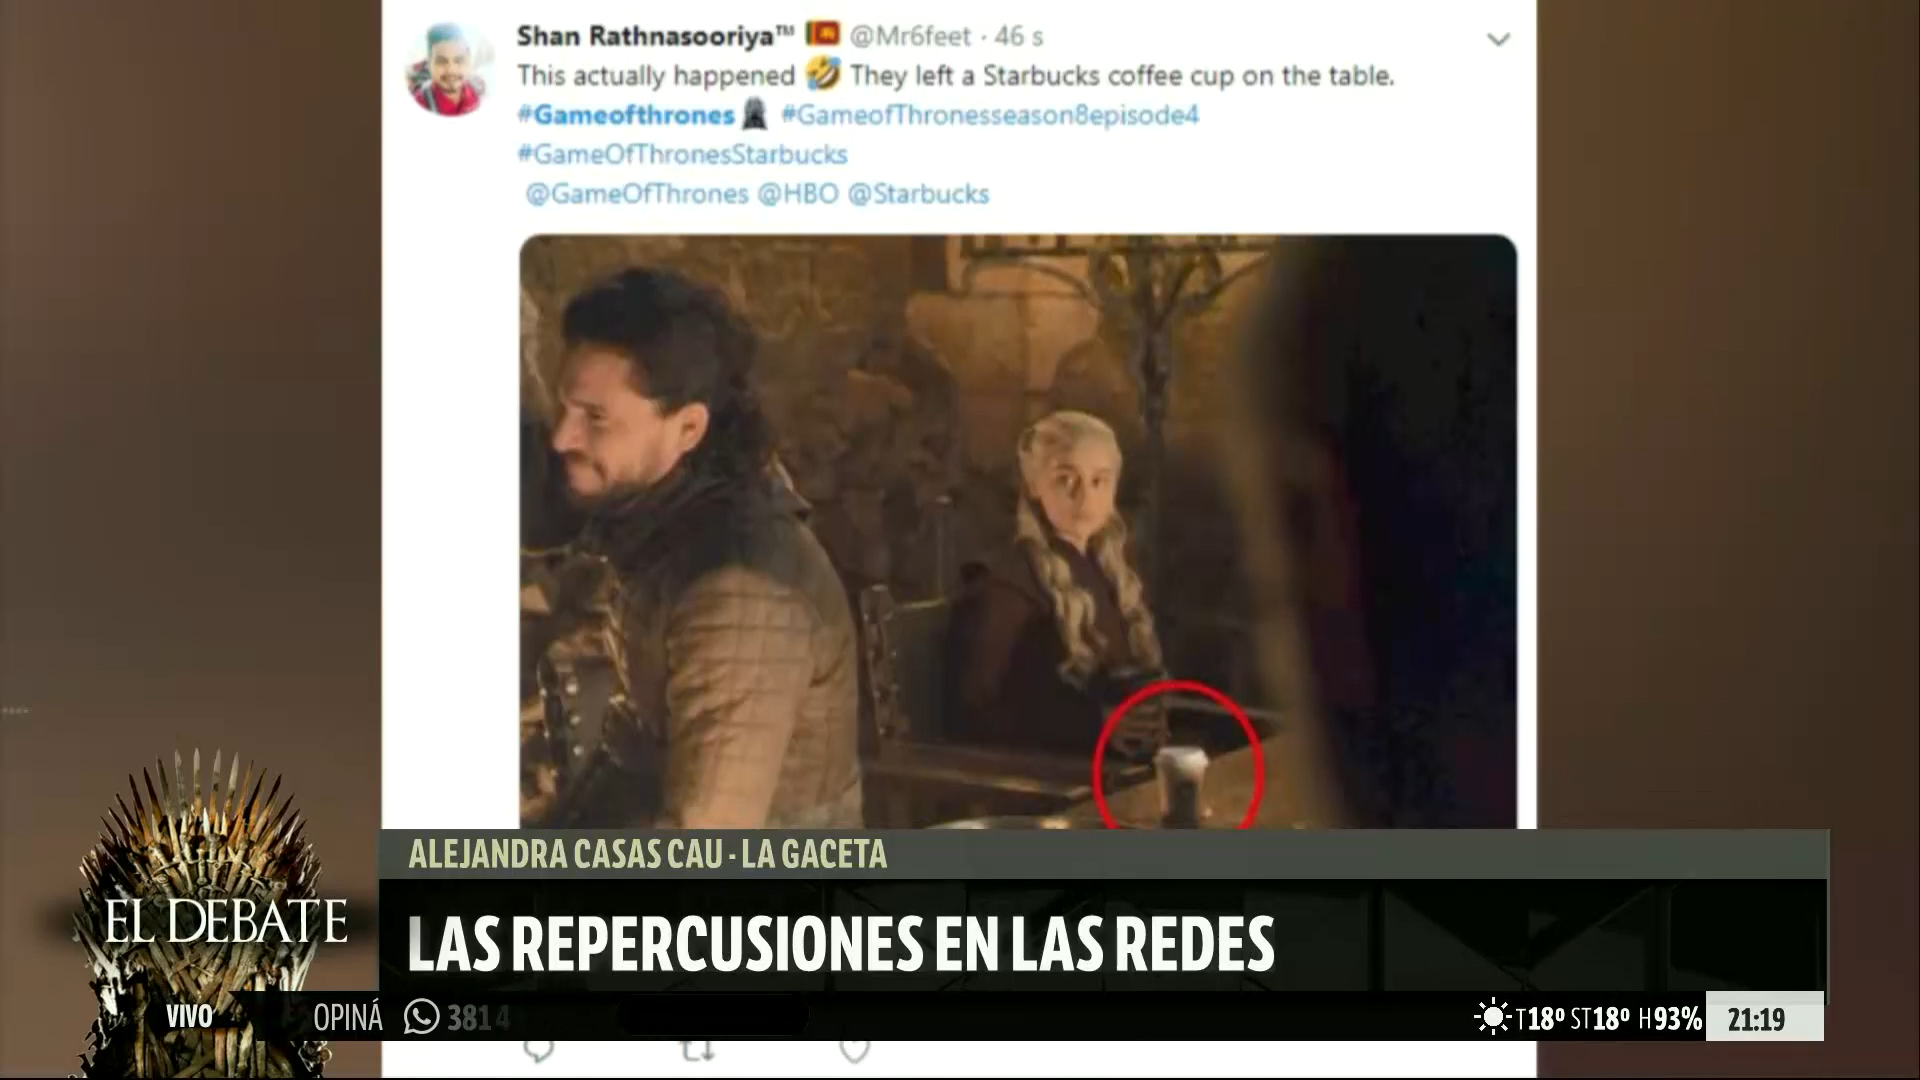 Shan Rathnasooriya™ 🇱🇰 @Mr6feet · 46 s
This actually happened 🤣 They left a Starbucks coffee cup on the table.
#Gameofthrones #GameofThronesseason8episode4
#GameOfThronesStarbucks
@GameOfThrones @HBO @Starbucks
ALEJANDRA CASAS CAU - LA GACETA
EL DEBATE
LAS REPERCUSIONES EN LAS REDES
VIVO OPINÁ 3814 T18º ST18º H93% 21:19